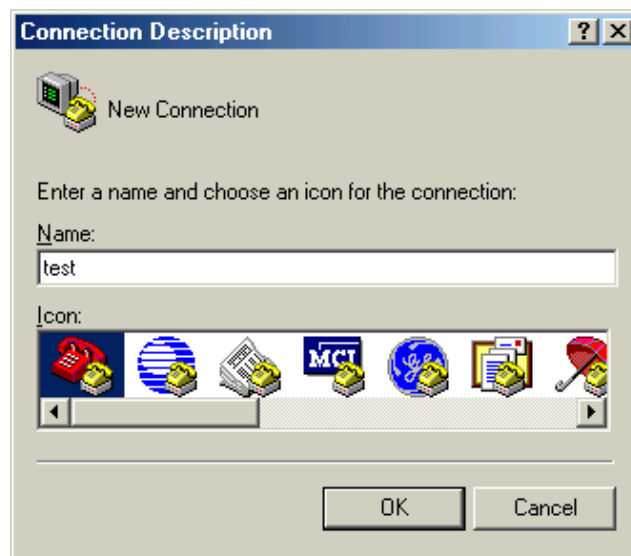 Connection Description
New Connection
Enter a name and choose an icon for the connection:
Name:
test
Icon:
MCI
OK Cancel